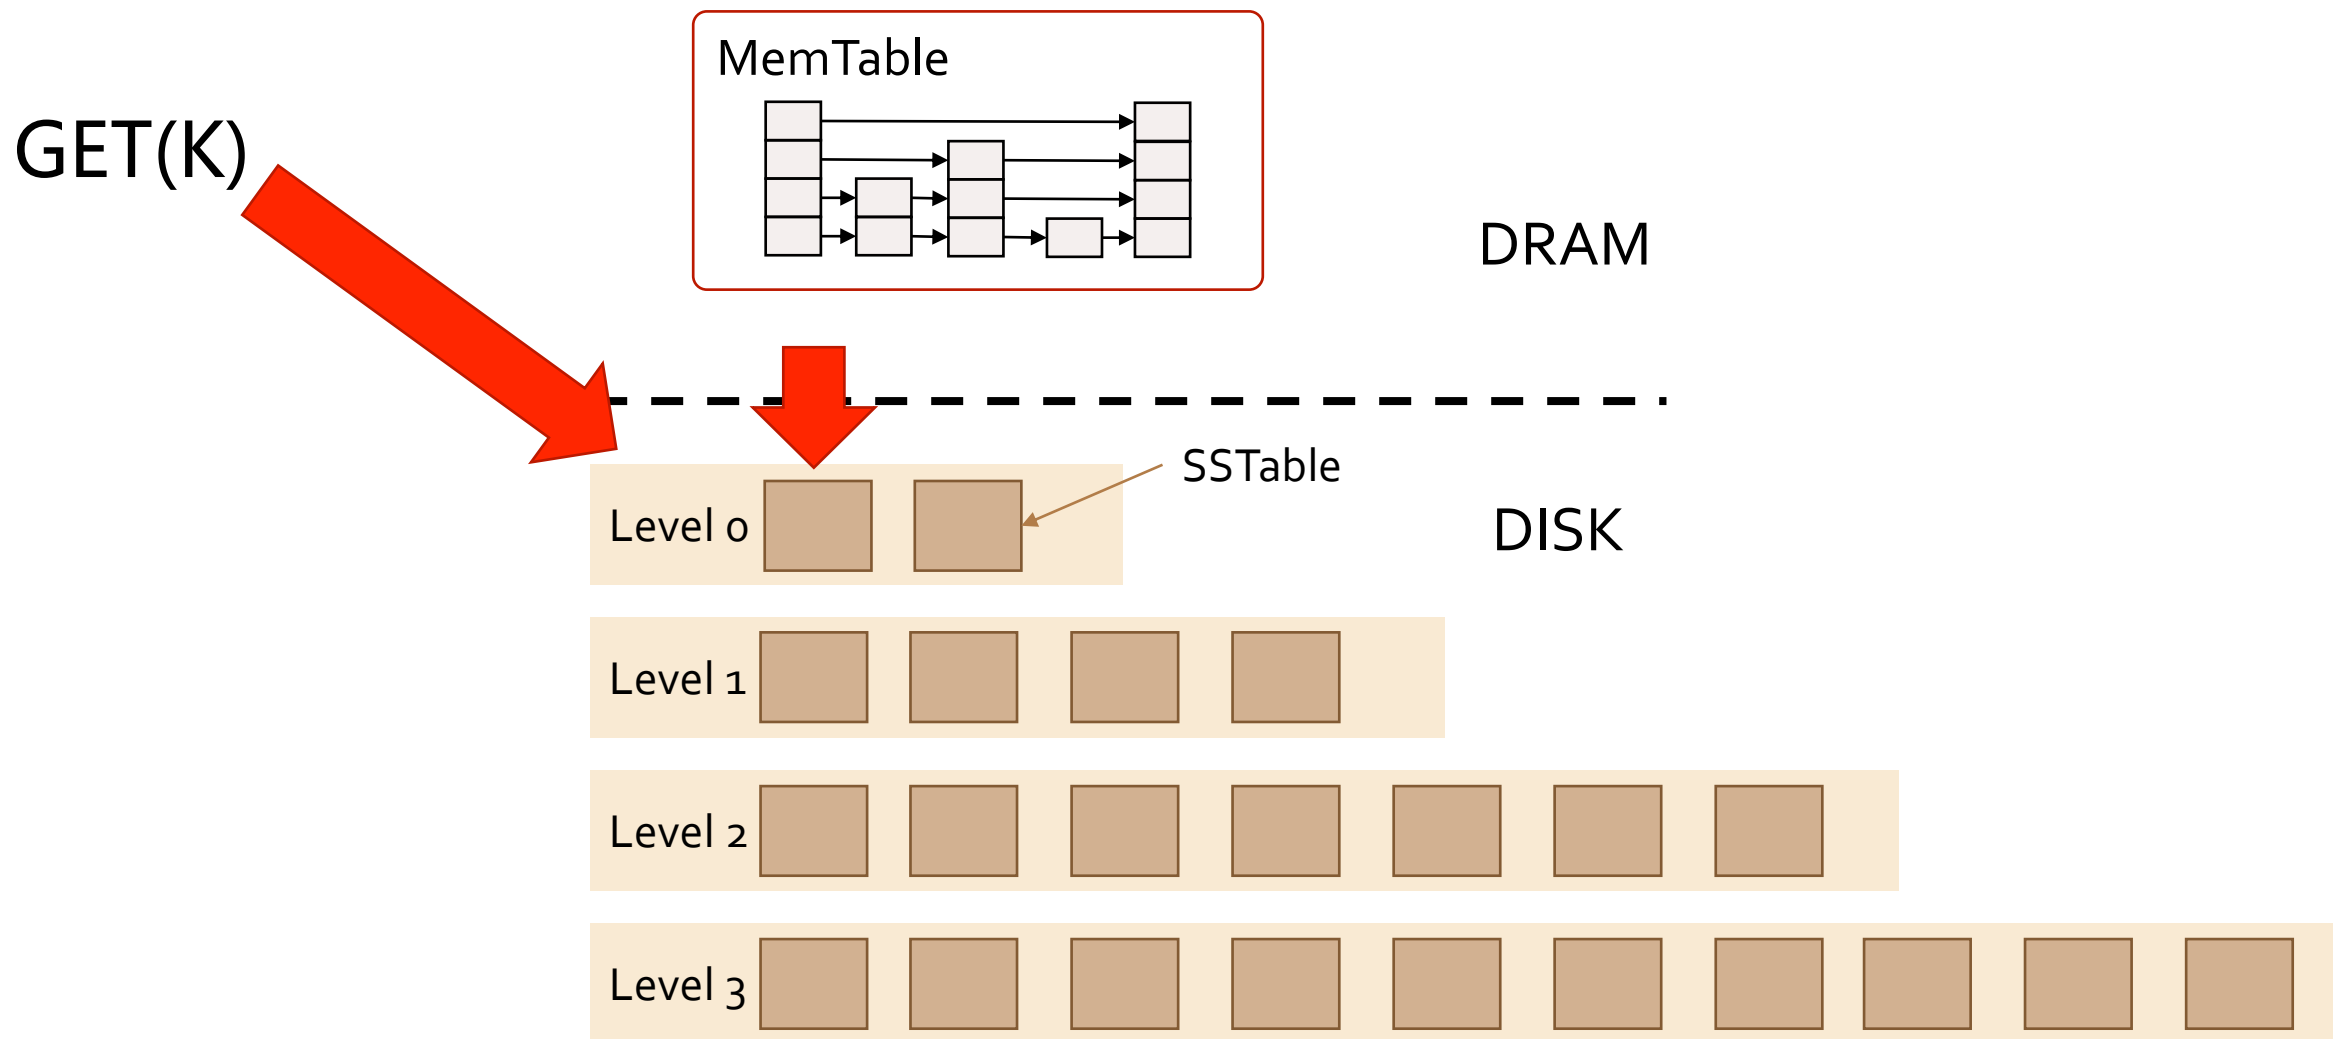 MemTable
GET(K)
DRAM
SSTable
Level 0
DISK
Level 1
Level 2
Level 3